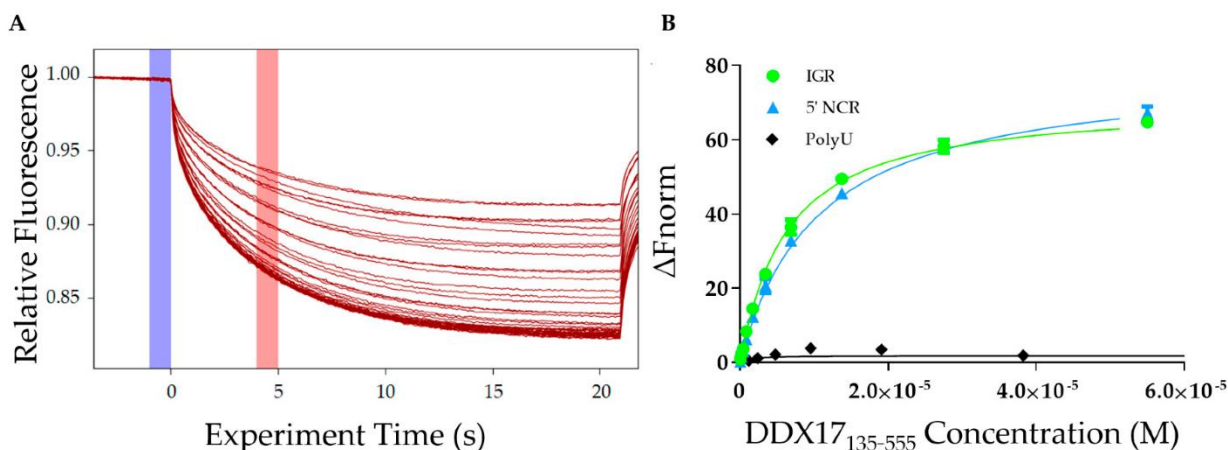 A
Relative Fluorescence
1.00
0.95
0.90
0.85
0
5
10
15
20
Experiment Time (s)
B
ΔFnorm
80
60
40
20
0
IGR
5' NCR
PolyU
0
2.0×10⁻⁵
4.0×10⁻⁵
6.0×10⁻⁵
DDX17₁₃₅₋₅₅₅ Concentration (M)